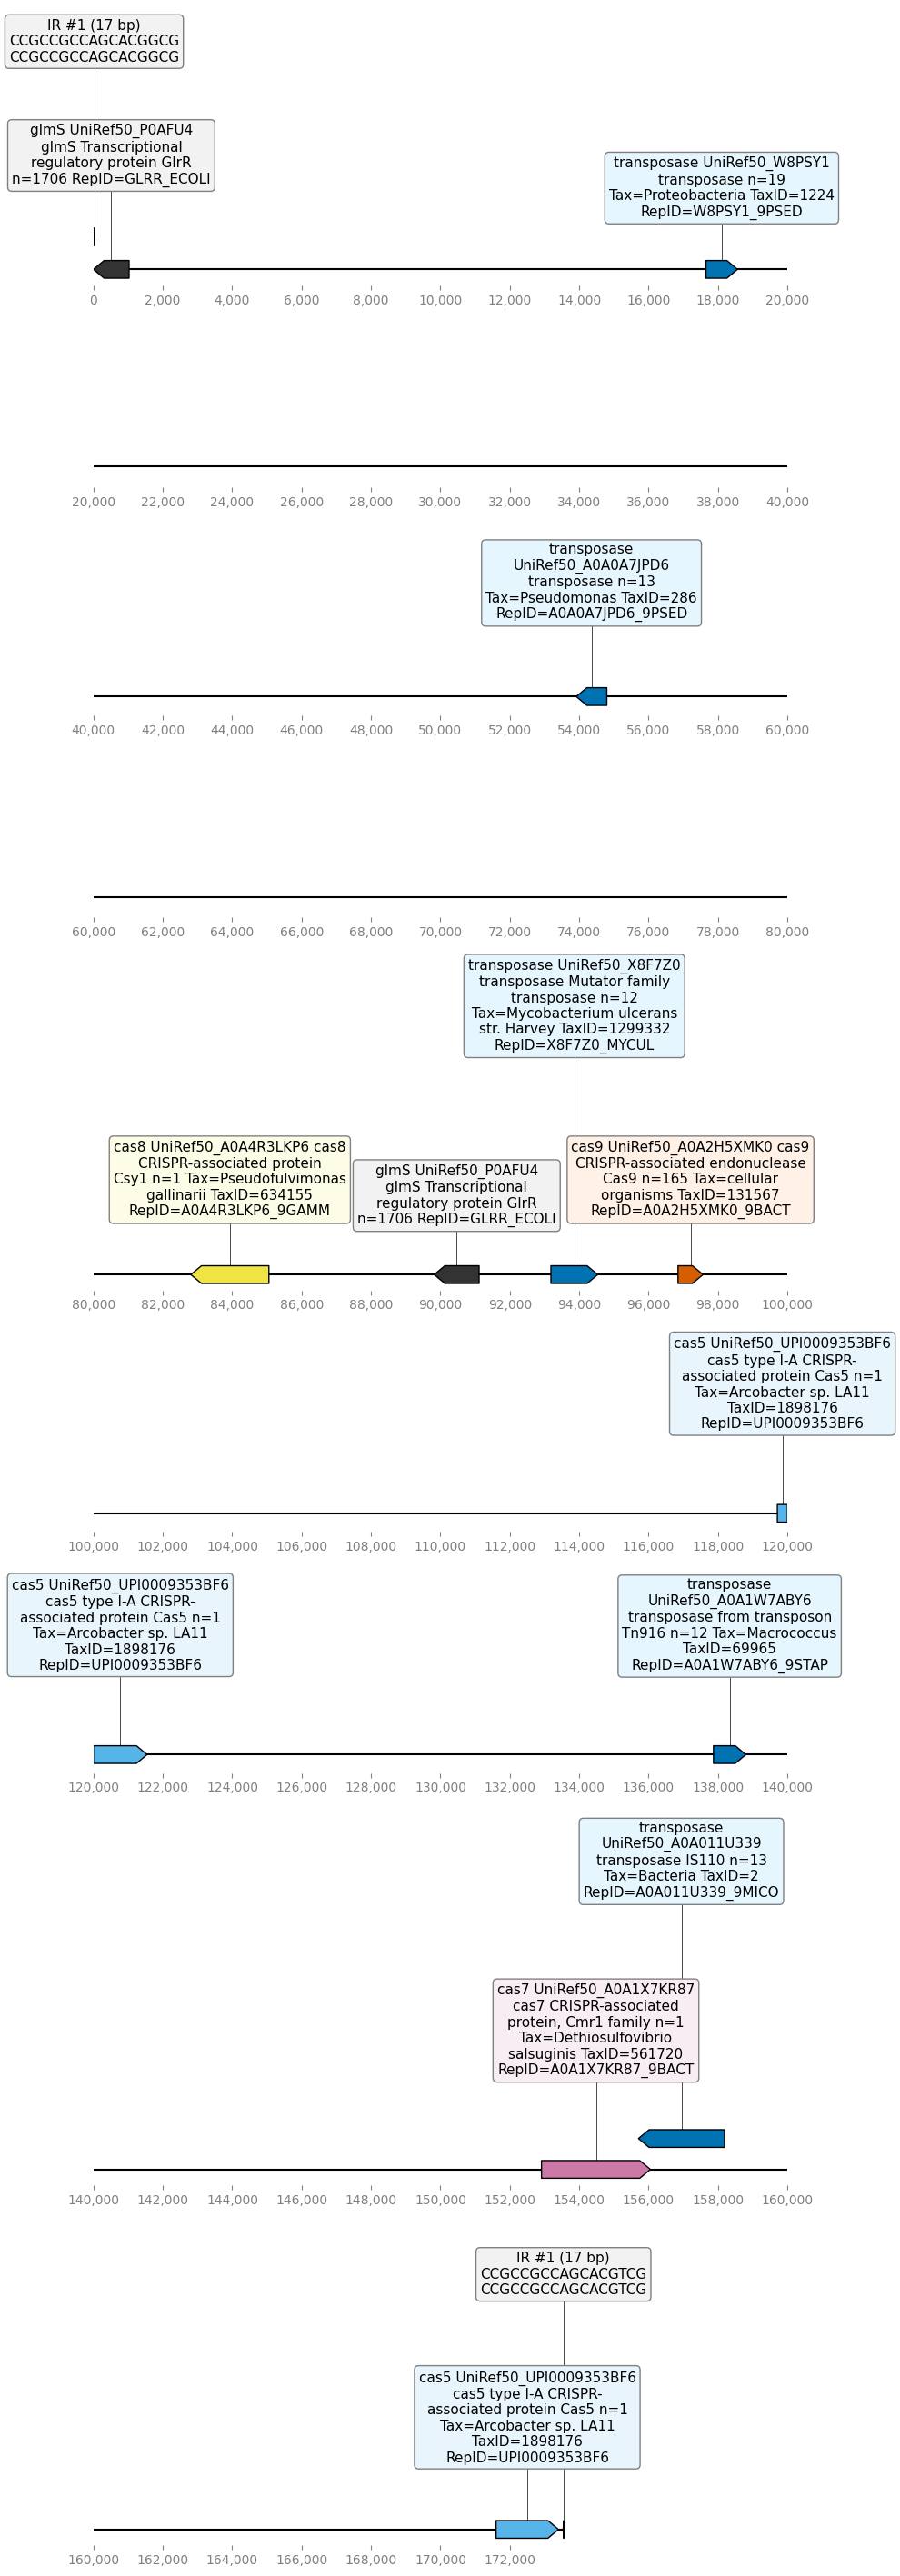 IR #1 (17 bp)
CCGCCGCCAGCACGGCG
CCGCCGCCAGCACGGCG
glmS UniRef50_P0AFU4
glmS Transcriptional
regulatory protein GlrR
n=1706 RepID=GLRR_ECOLI
transposase UniRef50_W8PSY1
transposase n=19
Tax=Proteobacteria TaxID=1224
RepID=W8PSY1_9PSED
0 2,000 4,000 6,000 8,000 10,000 12,000 14,000 16,000 18,000 20,000
20,000 22,000 24,000 26,000 28,000 30,000 32,000 34,000 36,000 38,000 40,000
transposase
UniRef50_A0A0A7JPD6
transposase n=13
Tax=Pseudomonas TaxID=286
RepID=A0A0A7JPD6_9PSED
40,000 42,000 44,000 46,000 48,000 50,000 52,000 54,000 56,000 58,000 60,000
60,000 62,000 64,000 66,000 68,000 70,000 72,000 74,000 76,000 78,000 80,000
transposase UniRef50_X8F7Z0
transposase Mutator family
transposase n=12
Tax=Mycobacterium ulcerans
str. Harvey TaxID=1299332
RepID=X8F7Z0_MYCUL
cas8 UniRef50_A0A4R3LKP6 cas8
CRISPR-associated protein
Csy1 n=1 Tax=Pseudofulvimonas
gallinarii TaxID=634155
RepID=A0A4R3LKP6_9GAMM
glmS UniRef50_P0AFU4
glmS Transcriptional
regulatory protein GlrR
n=1706 RepID=GLRR_ECOLI
cas9 UniRef50_A0A2H5XMK0 cas9
CRISPR-associated endonuclease
Cas9 n=165 Tax=cellular
organisms TaxID=131567
RepID=A0A2H5XMK0_9BACT
80,000 82,000 84,000 86,000 88,000 90,000 92,000 94,000 96,000 98,000 100,000
cas5 UniRef50_UPI0009353BF6
cas5 type I-A CRISPR-
associated protein Cas5 n=1
Tax=Arcobacter sp. LA11
TaxID=1898176
RepID=UPI0009353BF6
100,000 102,000 104,000 106,000 108,000 110,000 112,000 114,000 116,000 118,000 120,000
cas5 UniRef50_UPI0009353BF6
cas5 type I-A CRISPR-
associated protein Cas5 n=1
Tax=Arcobacter sp. LA11
TaxID=1898176
RepID=UPI0009353BF6
transposase
UniRef50_A0A1W7ABY6
transposase from transposon
Tn916 n=12 Tax=Macrococcus
TaxID=69965
RepID=A0A1W7ABY6_9STAP
120,000 122,000 124,000 126,000 128,000 130,000 132,000 134,000 136,000 138,000 140,000
transposase
UniRef50_A0A011U339
transposase IS110 n=13
Tax=Bacteria TaxID=2
RepID=A0A011U339_9MICO
cas7 UniRef50_A0A1X7KR87
cas7 CRISPR-associated
protein, Cmr1 family n=1
Tax=Dethiosulfovibrio
salsuginis TaxID=561720
RepID=A0A1X7KR87_9BACT
140,000 142,000 144,000 146,000 148,000 150,000 152,000 154,000 156,000 158,000 160,000
IR #1 (17 bp)
CCGCCGCCAGCACGTCG
CCGCCGCCAGCACGTCG
cas5 UniRef50_UPI0009353BF6
cas5 type I-A CRISPR-
associated protein Cas5 n=1
Tax=Arcobacter sp. LA11
TaxID=1898176
RepID=UPI0009353BF6
160,000 162,000 164,000 166,000 168,000 170,000 172,000